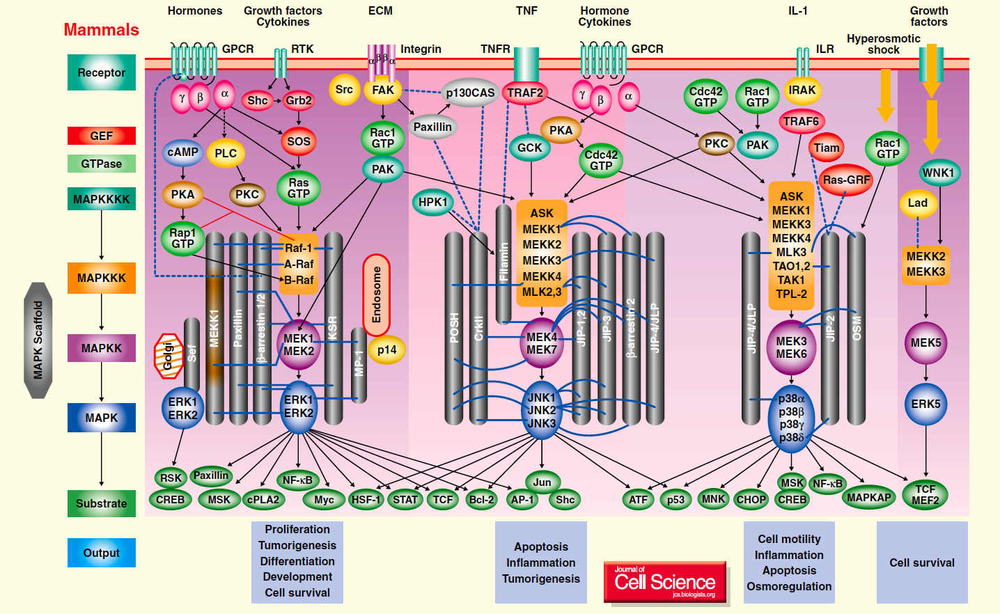 Mammals
Hormones
Growth factors
Cytokines
ECM
TNF
Hormone
Cytokines
IL-1
Growth
factors
Hyperosmotic
shock
GPCR
RTK
Integrin
TNFR
GPCR
ILR
α
β
β
α
Receptor
GEF
GTPase
MAPKKKK
MAPKKK
MAPKK
MAPK
Substrate
Output
MAPK Scaffold
γ
β
α
Shc
Grb2
Src
FAK
p130CAS
TRAF2
γ
β
α
Cdc42
GTP
Rac1
GTP
IRAK
cAMP
PLC
SOS
Rac1
GTP
Paxillin
PKA
GCK
TRAF6
PKC
PAK
Tiam
Rac1
GTP
PKA
PKC
Ras
GTP
PAK
Cdc42
GTP
Ras-GRF
WNK1
Rap1
GTP
HPK1
Lad
Raf-1
A-Raf
B-Raf
ASK
MEKK1
MEKK2
MEKK3
MEKK4
MLK2,3
ASK
MEKK1
MEKK3
MEKK4
MLK3
TAO1,2
TAK1
TPL-2
MEKK2
MEKK3
Golgi
Sef
MEKK1
Paxillin
β-arrestin 1/2
KSR
MP-1
Endosome
p14
POSH
CrkII
Filamin
JIP-1,2
JIP-3
β-arrestin 2
JIP-4/JLP
JIP-4/JLP
JIP-2
OSM
MEK1
MEK2
MEK4
MEK7
MEK3
MEK6
MEK5
ERK1
ERK2
ERK1
ERK2
JNK1
JNK2
JNK3
p38α
p38β
p38γ
p38δ
ERK5
RSK
CREB
Paxillin
MSK
cPLA2
NF-κB
Myc
HSF-1
STAT
TCF
Bcl-2
Jun
AP-1
Shc
ATF
p53
MNK
CHOP
MSK
CREB
NF-κB
MAPKAP
TCF
MEF2
Proliferation
Tumorigenesis
Differentiation
Development
Cell survival
Apoptosis
Inflammation
Tumorigenesis
Journal of
Cell Science
jcs.biologists.org
Cell motility
Inflammation
Apoptosis
Osmoregulation
Cell survival